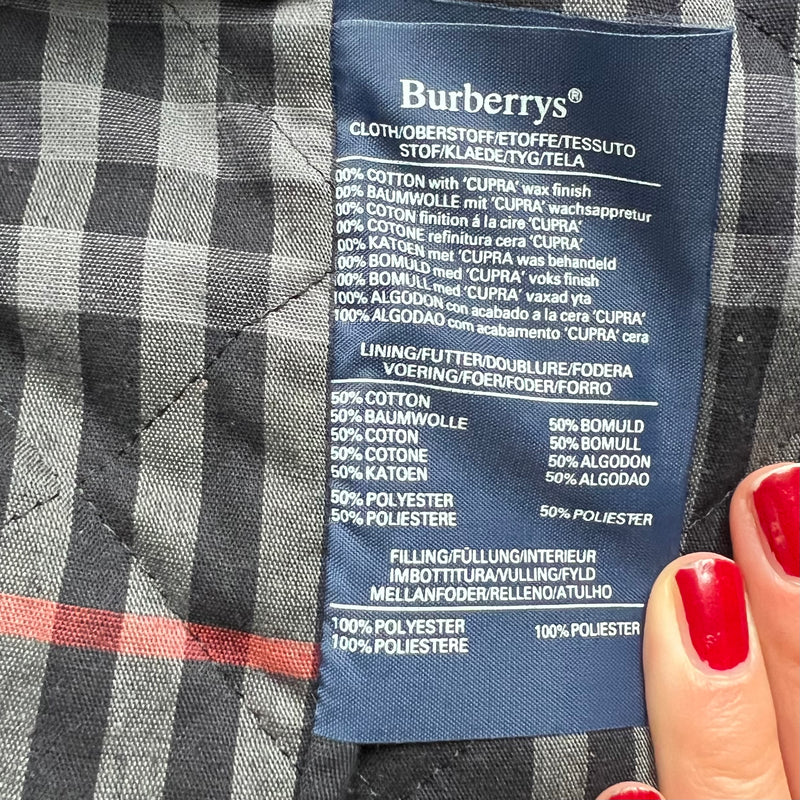 Burberrys®
CLOTH/OBERSTOFF/ETOFFE/TESSUTO
STOF/KLAEDE/TYG/TELA
00% COTTON with 'CUPRA' wax finish
00% BAUMWOLLE mit 'CUPRA' wachsappretur
00% COTON finition á la cire 'CUPRA'
00% COTONE refinitura cera 'CUPRA'
00% KATOEN met 'CUPRA was behandeld
00% BOMULD med 'CUPRA' voks finish
100% BOMULL med 'CUPRA' vaxad yta
100% ALGODON con acabado a la cera 'CUPRA'
100% ALGODAO com acabamento 'CUPRA' cera
LINING/FUTTER/DOUBLURE/FODERA
VOERING/FOER/FODER/FORRO
50% COTTON
50% BAUMWOLLE 50% BOMULD
50% COTON 50% BOMULL
50% COTONE 50% ALGODON
50% KATOEN 50% ALGODAO
50% POLYESTER
50% POLYESTERE 50% POLIESTER
FILLING/FÜLLUNG/INTERIEUR
IMBOTTITURA/VULLING/FYLD
MELLANFODER/RELLENO/ATULHO
100% POLYESTER 100% POLIESTER
100% POLYESTERE